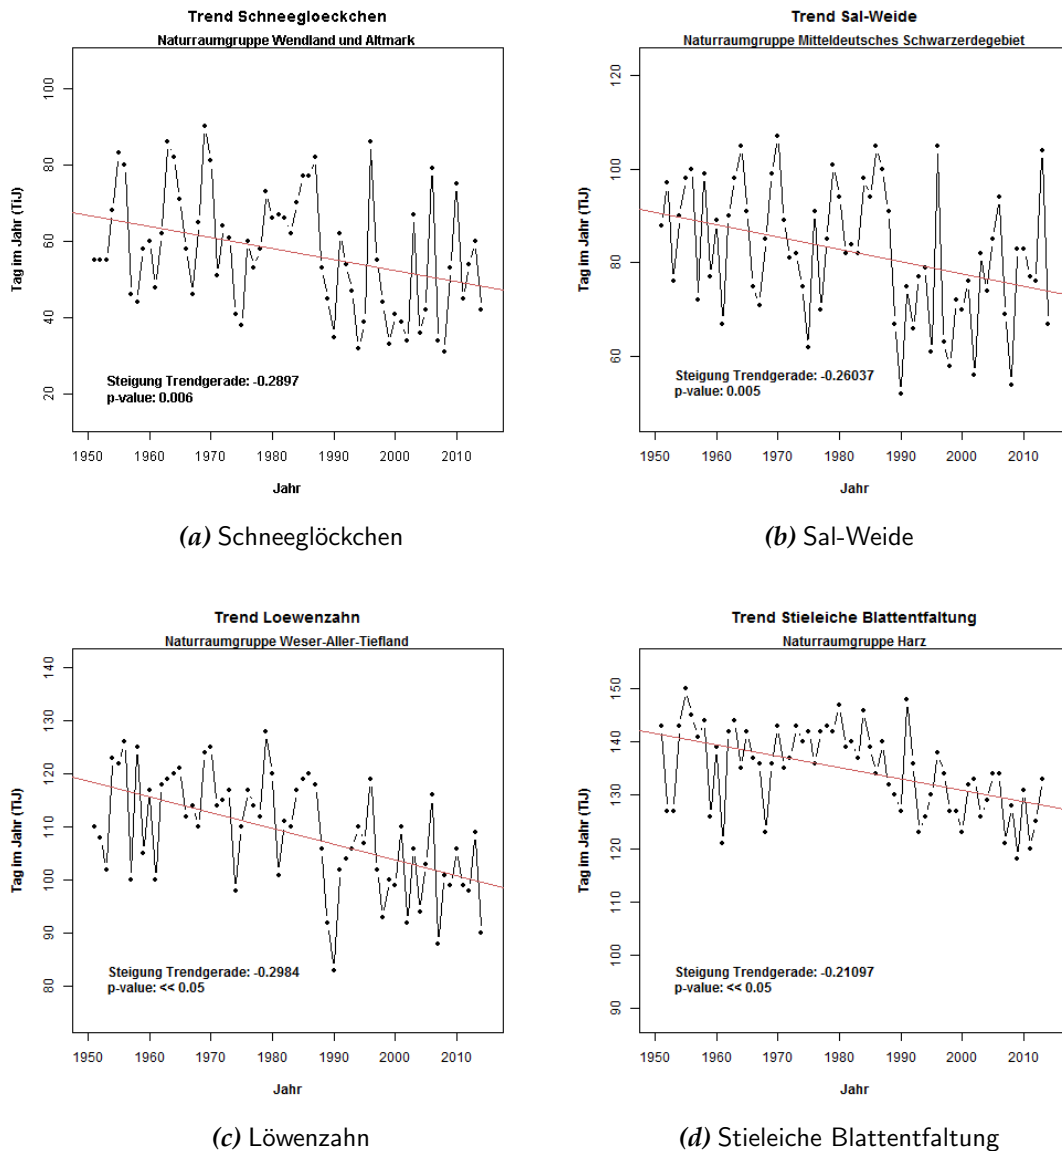 Trend Schneegloeckchen
Naturraumgruppe Wendland und Altmark
Tag im Jahr (TiJ)
100
80
60
40
20
Steigung Trendgerade: -0.2897
p-value: 0.006
1950 1960 1970 1980 1990 2000 2010
Jahr
(a) Schneeglöckchen
Trend Sal-Weide
Naturraumgruppe Mitteldeutsches Schwarzerdegebiet
Tag im Jahr (TiJ)
120
100
80
60
Steigung Trendgerade: -0.26037
p-value: 0.005
1950 1960 1970 1980 1990 2000 2010
Jahr
(b) Sal-Weide
Trend Loewenzahn
Naturraumgruppe Weser-Aller-Tiefland
Tag im Jahr (TiJ)
140
130
120
110
100
90
80
Steigung Trendgerade: -0.2984
p-value: << 0.05
1950 1960 1970 1980 1990 2000 2010
Jahr
(c) Löwenzahn
Trend Stieleiche Blattentfaltung
Naturraumgruppe Harz
Tag im Jahr (TiJ)
150
140
130
120
110
100
90
Steigung Trendgerade: -0.21097
p-value: << 0.05
1950 1960 1970 1980 1990 2000 2010
Jahr
(d) Stieleiche Blattentfaltung